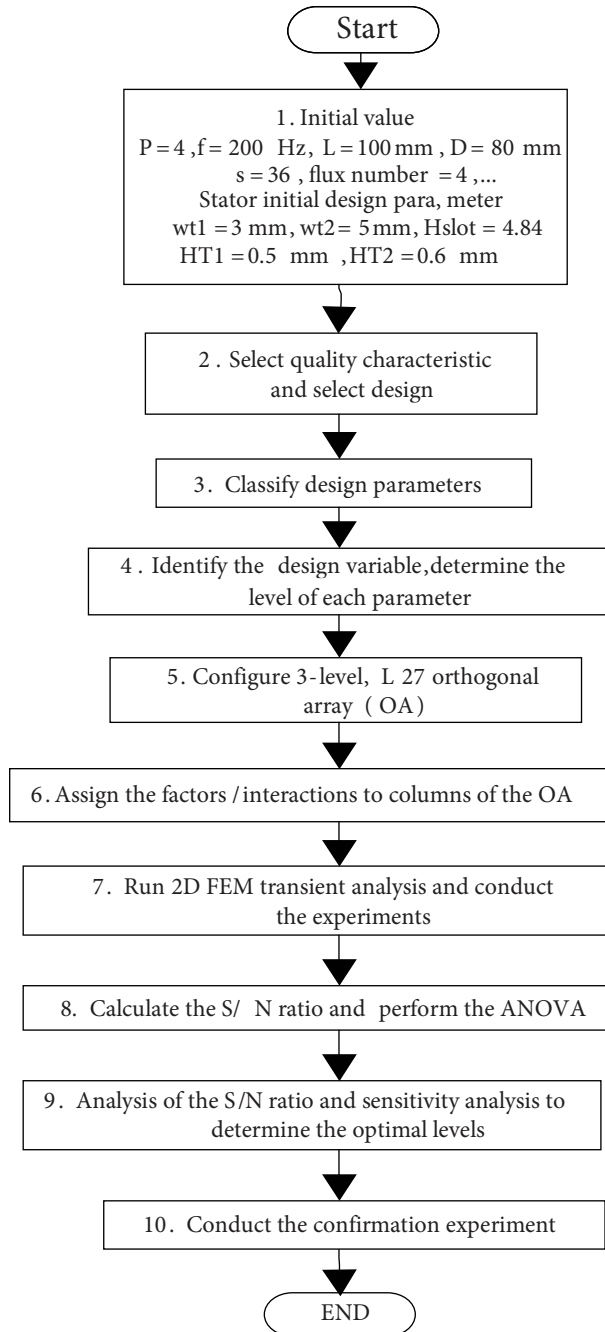 Start
1. Initial value
P = 4 ,f = 200 Hz, L = 100 mm , D = 80 mm
s = 36 , flux number = 4 ,...
Stator initial design para, meter
wt1 = 3 mm, wt2 = 5 mm, Hslot = 4.84
HT1 = 0.5 mm , HT2 = 0.6 mm
2 . Select quality characteristic
and select design
3. Classify design parameters
4 . Identify the design variable,determine the
level of each parameter
5. Configure 3-level, L 27 orthogonal
array ( OA)
6. Assign the factors / interactions to columns of the OA
7. Run 2D FEM transient analysis and conduct
the experiments
8. Calculate the S/ N ratio and perform the ANOVA
9. Analysis of the S/N ratio and sensitivity analysis to
determine the optimal levels
10. Conduct the confirmation experiment
END